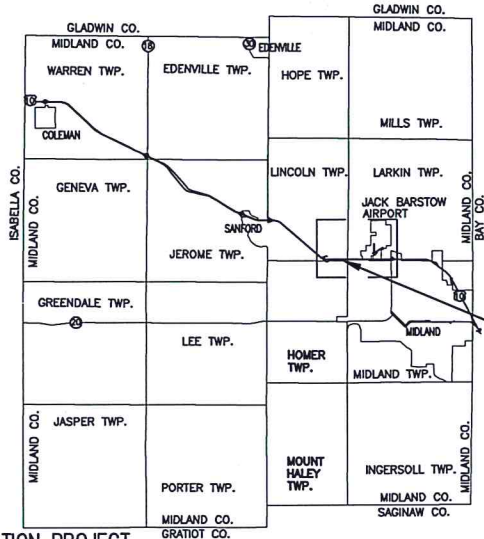 GLADWIN CO.
GLADWIN CO.
MIDLAND CO.
MIDLAND CO.
18
30
EDENVILLE
WARREN TWP.
EDENVILLE TWP.
HOPE TWP.
10
COLEMAN
MILLS TWP.
ISABELLA CO.
MIDLAND CO.
GENEVA TWP.
LINCOLN TWP.
LARKIN TWP.
MIDLAND CO.
BAY CO.
JACK BARSTOW
AIRPORT
SANFORD
JEROME TWP.
10
GREENDALE TWP.
20
MIDLAND
LEE TWP.
HOMER
TWP.
MIDLAND TWP.
MIDLAND CO.
JASPER TWP.
MOUNT
HALEY
TWP.
INGERSOLL TWP.
MIDLAND CO.
PORTER TWP.
MIDLAND CO.
SAGINAW CO.
MIDLAND CO.
GRATIOT CO.
TION PROJECT